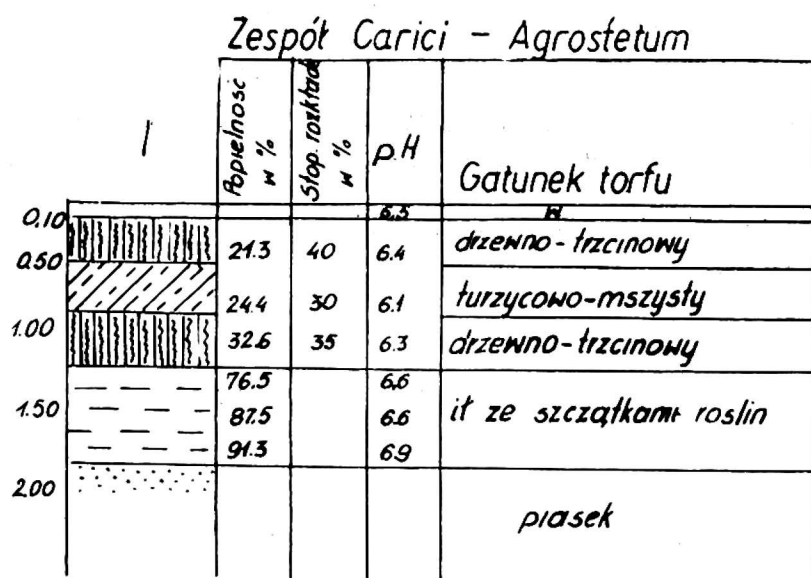 Zespół Carici - Agrostetum
I
Popielność w %
Stop. rozkładu w %
pH
Gatunek torfu
0.10
6.5
w
0.50
21.3 40 6.4 drzewno-trzcinowy
24.4 30 6.1 turzycowo-mszysty
1.00
32.6 35 6.3 drzewno-trzcinowy
76.5 6.6
1.50
87.5 6.6 ił ze szczątkami roslin
91.3 6.9
2.00
piasek